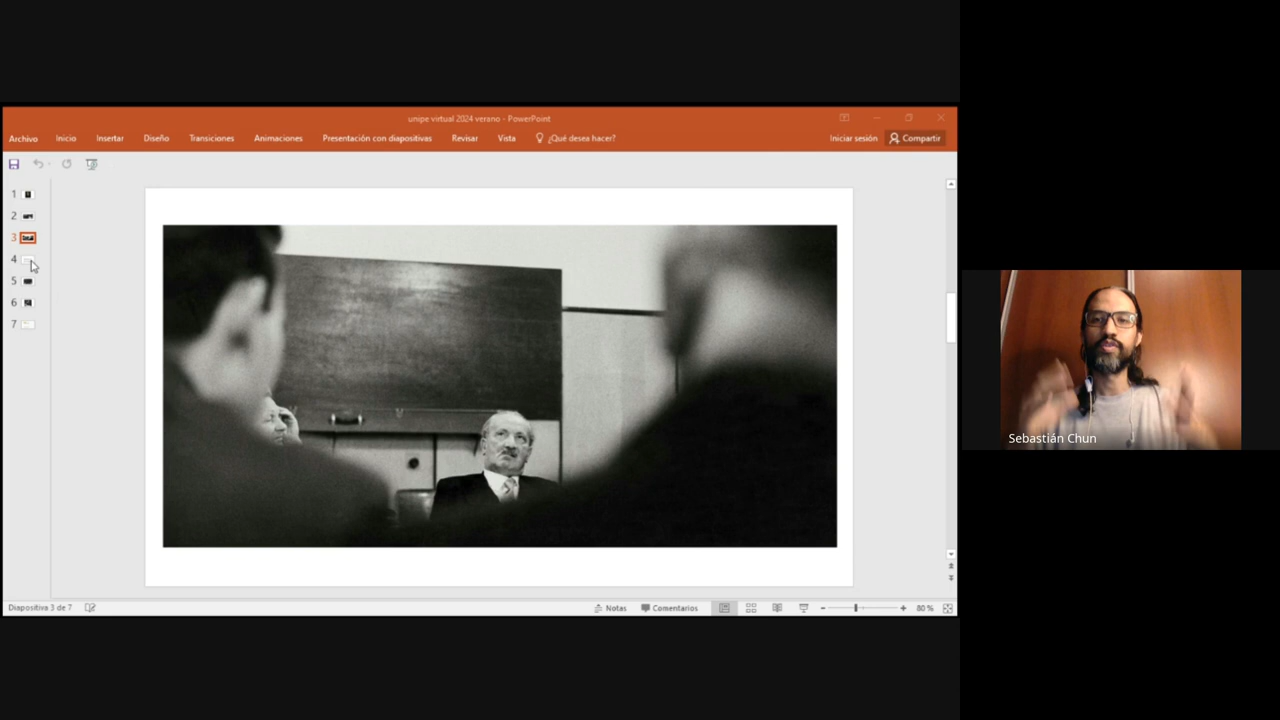 unipe virtual 2024 verano - PowerPoint
Archivo Inicio Insertar Diseño Transiciones Animaciones Presentación con diapositivas Revisar Vista ¿Qué desea hacer? Iniciar sesión Compartir
1
2
3
4
5
6
7
Sebastián Chun
Diapositiva 3 de 7 Notas Comentarios 80 %